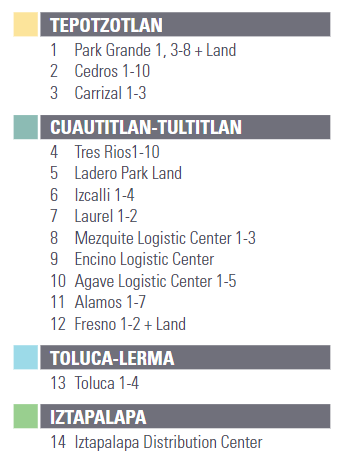 TEPOTZOTLAN
1 Park Grande 1, 3-8 + Land
2 Cedros 1-10
3 Carrizal 1-3
CUAUTITLAN-TULTITLAN
4 Tres Rios1-10
5 Ladero Park Land
6 Izcalli 1-4
7 Laurel 1-2
8 Mezquite Logistic Center 1-3
9 Encino Logistic Center
10 Agave Logistic Center 1-5
11 Alamos 1-7
12 Fresno 1-2 + Land
TOLUCA-LERMA
13 Toluca 1-4
IZTAPALAPA
14 Iztapalapa Distribution Center